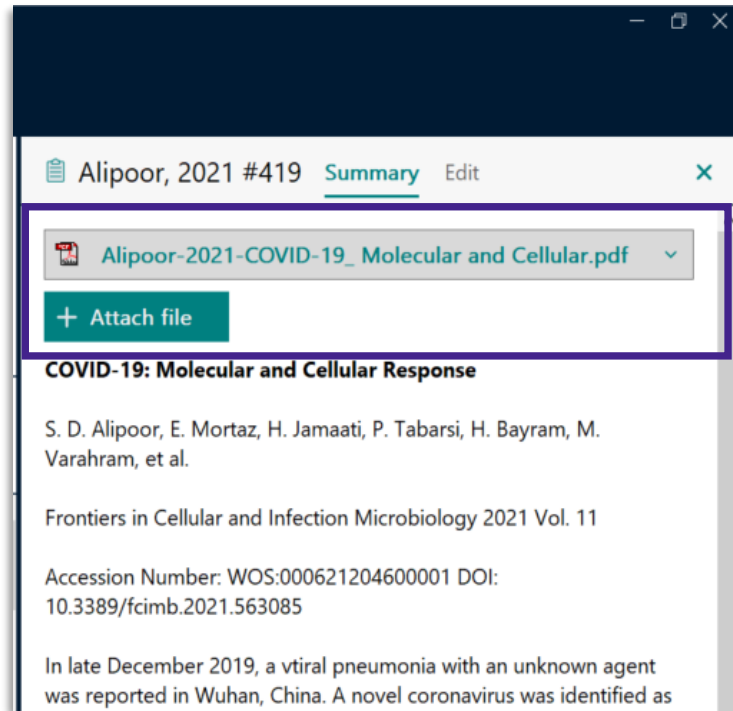 Alipoor, 2021 #419 Summary Edit
Alipoor-2021-COVID-19_ Molecular and Cellular.pdf
+ Attach file
COVID-19: Molecular and Cellular Response
S. D. Alipoor, E. Mortaz, H. Jamaati, P. Tabarsi, H. Bayram, M.
Varahram, et al.
Frontiers in Cellular and Infection Microbiology 2021 Vol. 11
Accession Number: WOS:000621204600001 DOI:
10.3389/fcimb.2021.563085
In late December 2019, a vtiral pneumonia with an unknown agent
was reported in Wuhan, China. A novel coronavirus was identified as